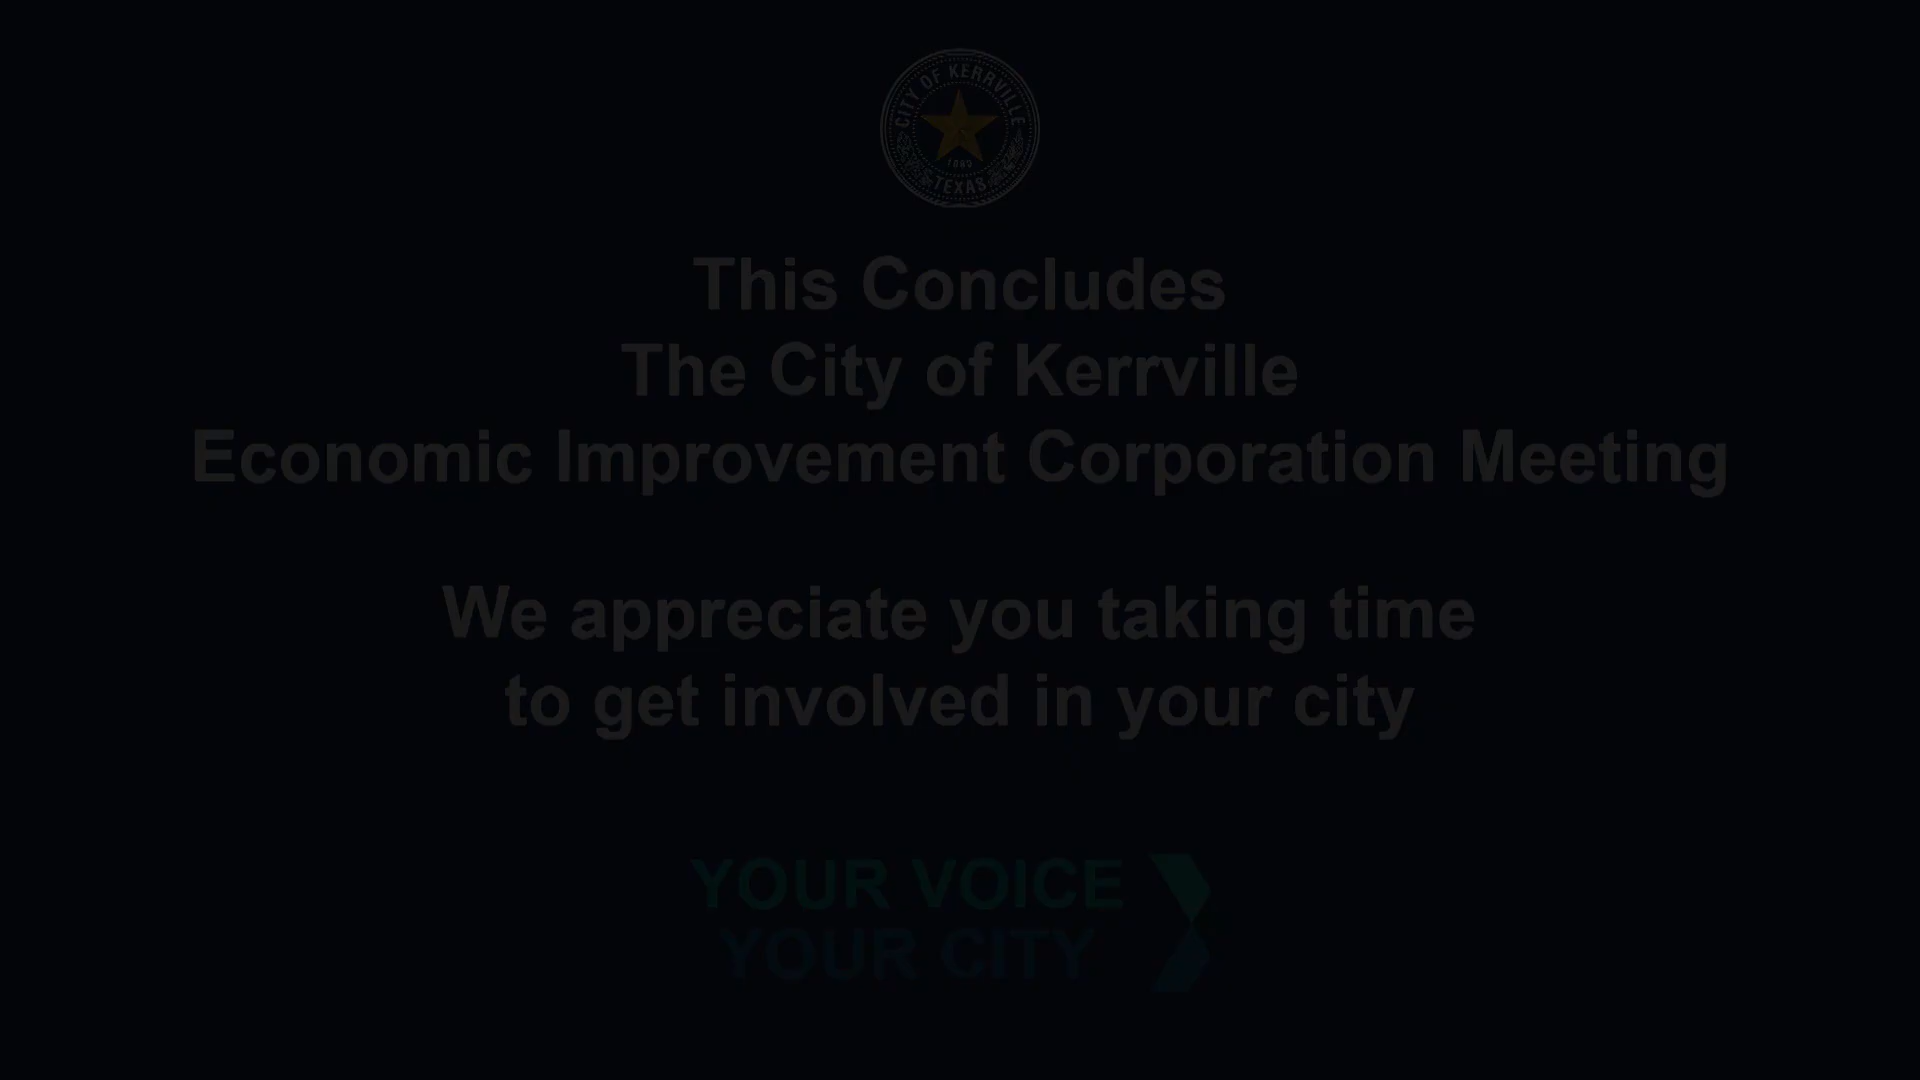 CITY OF KERRVILLE
1889
TEXAS
This Concludes
The City of Kerrville
Economic Improvement Corporation Meeting
We appreciate you taking time
to get involved in your city
YOUR VOICE
YOUR CITY